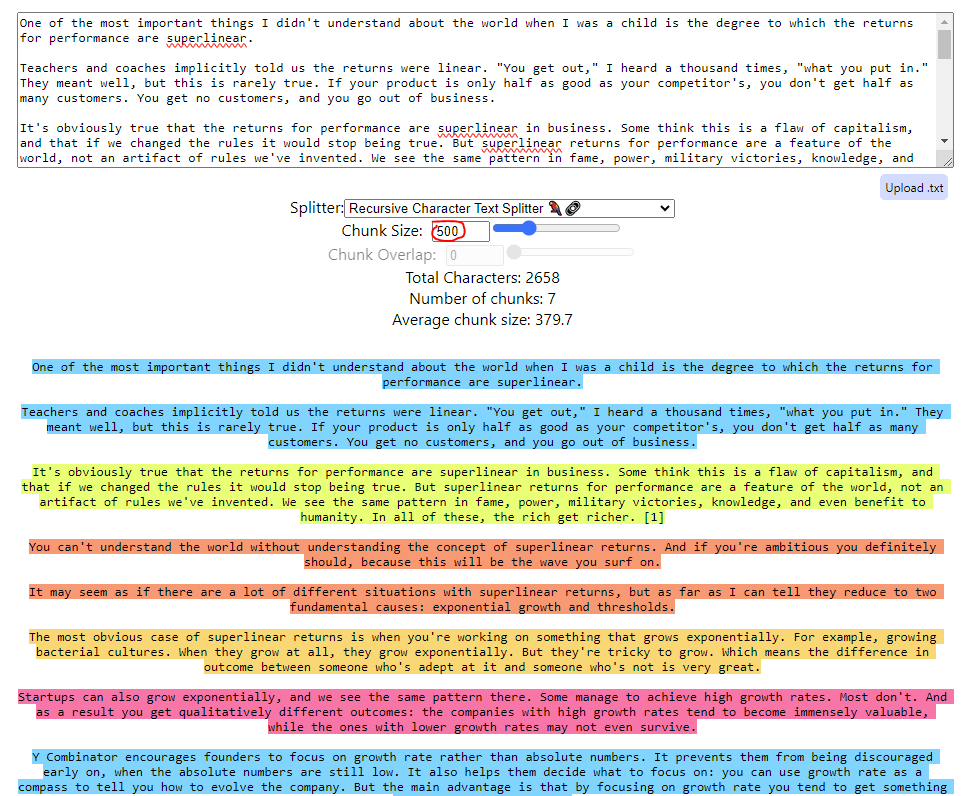 One of the most important things I didn't understand about the world when I was a child is the degree to which the returns
for performance are superlinear.
Teachers and coaches implicitly told us the returns were linear. "You get out," I heard a thousand times, "what you put in."
They meant well, but this is rarely true. If your product is only half as good as your competitor's, you don't get half as
many customers. You get no customers, and you go out of business.
It's obviously true that the returns for performance are superlinear in business. Some think this is a flaw of capitalism,
and that if we changed the rules it would stop being true. But superlinear returns for performance are a feature of the
world, not an artifact of rules we've invented. We see the same pattern in fame, power, military victories, knowledge, and
Upload .txt
Splitter: Recursive Character Text Splitter 🦜🔗
Chunk Size: 500
Chunk Overlap: 0
Total Characters: 2658
Number of chunks: 7
Average chunk size: 379.7
One of the most important things I didn't understand about the world when I was a child is the degree to which the returns for
performance are superlinear.
Teachers and coaches implicitly told us the returns were linear. "You get out," I heard a thousand times, "what you put in." They
meant well, but this is rarely true. If your product is only half as good as your competitor's, you don't get half as many
customers. You get no customers, and you go out of business.
It's obviously true that the returns for performance are superlinear in business. Some think this is a flaw of capitalism, and
that if we changed the rules it would stop being true. But superlinear returns for performance are a feature of the world, not an
artifact of rules we've invented. We see the same pattern in fame, power, military victories, knowledge, and even benefit to
humanity. In all of these, the rich get richer. [1]
You can't understand the world without understanding the concept of superlinear returns. And if you're ambitious you definitely
should, because this will be the wave you surf on.
It may seem as if there are a lot of different situations with superlinear returns, but as far as I can tell they reduce to two
fundamental causes: exponential growth and thresholds.
The most obvious case of superlinear returns is when you're working on something that grows exponentially. For example, growing
bacterial cultures. When they grow at all, they grow exponentially. But they're tricky to grow. Which means the difference in
outcome between someone who's adept at it and someone who's not is very great.
Startups can also grow exponentially, and we see the same pattern there. Some manage to achieve high growth rates. Most don't. And
as a result you get qualitatively different outcomes: the companies with high growth rates tend to become immensely valuable,
while the ones with lower growth rates may not even survive.
Y Combinator encourages founders to focus on growth rate rather than absolute numbers. It prevents them from being discouraged
early on, when the absolute numbers are still low. It also helps them decide what to focus on: you can use growth rate as a
compass to tell you how to evolve the company. But the main advantage is that by focusing on growth rate you tend to get something